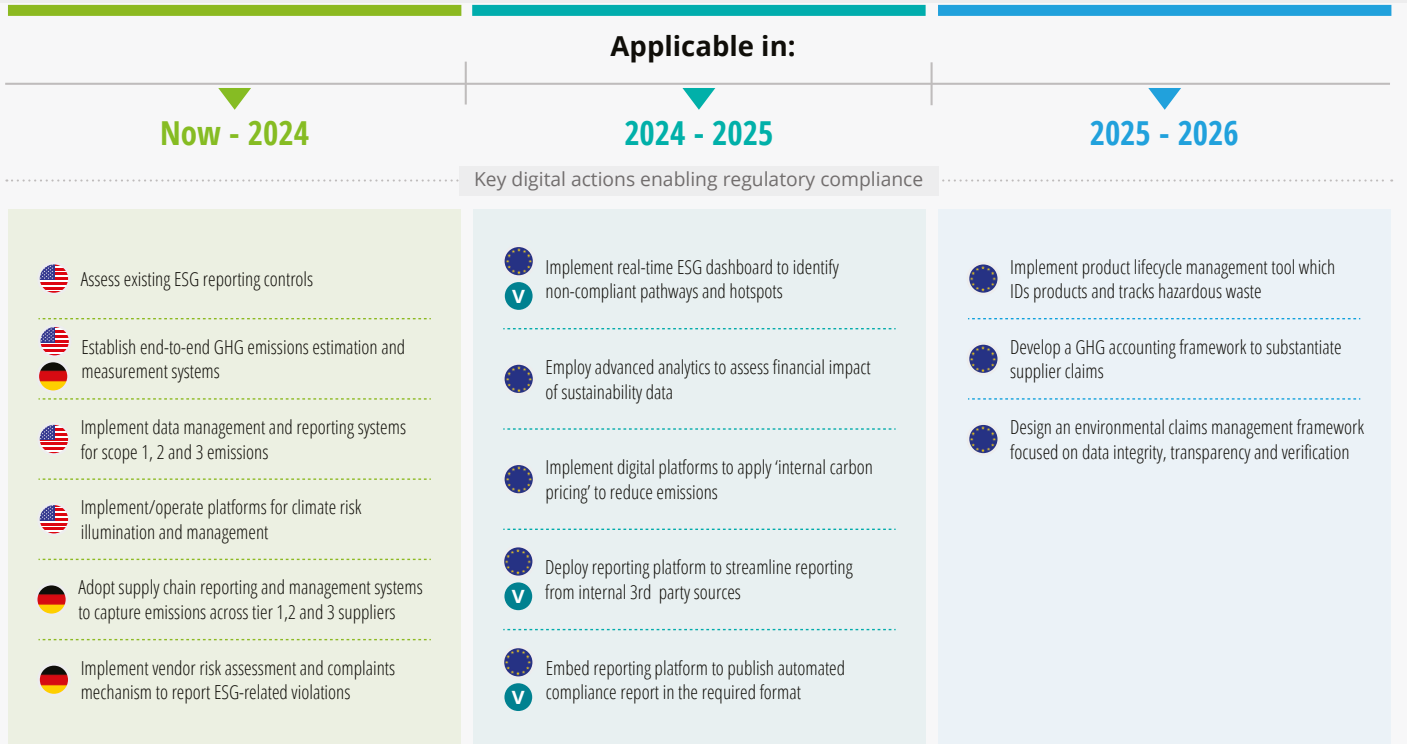 Applicable in:
Now - 2024
2024 - 2025
2025 - 2026
Key digital actions enabling regulatory compliance
Assess existing ESG reporting controls
Establish end-to-end GHG emissions estimation and
measurement systems
Implement data management and reporting systems
for scope 1, 2 and 3 emissions
Implement/operate platforms for climate risk
illumination and management
Adopt supply chain reporting and management systems
to capture emissions across tier 1,2 and 3 suppliers
Implement vendor risk assessment and complaints
mechanism to report ESG-related violations
Implement real-time ESG dashboard to identify
non-compliant pathways and hotspots
V
Employ advanced analytics to assess financial impact
of sustainability data
Implement digital platforms to apply ‘internal carbon
pricing’ to reduce emissions
Deploy reporting platform to streamline reporting
from internal 3rd  party sources
V
Embed reporting platform to publish automated
compliance report in the required format
V
Implement product lifecycle management tool which
IDs products and tracks hazardous waste
Develop a GHG accounting framework to substantiate
supplier claims
Design an environmental claims management framework
focused on data integrity, transparency and verification